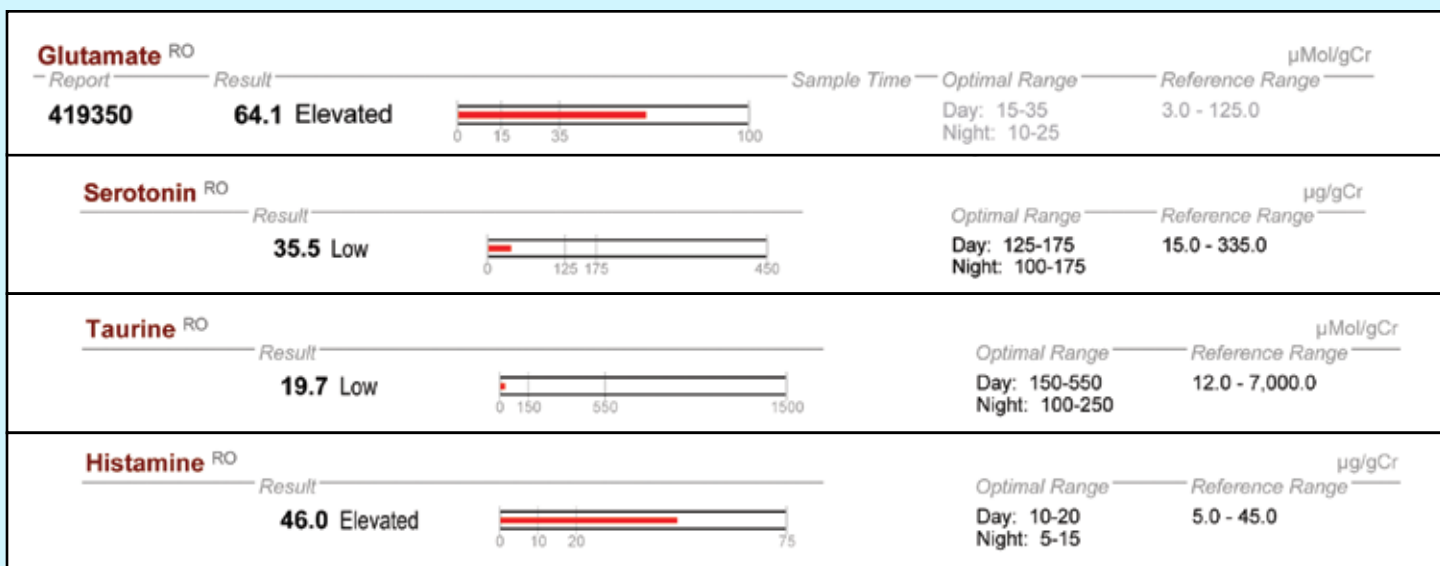 Glutamate RO µMol/gCr
Report Result Sample Time Optimal Range Reference Range
419350 64.1 Elevated Day: 15-35 3.0 - 125.0
0 15 35 100 Night: 10-25
Serotonin RO µg/gCr
Result Optimal Range Reference Range
35.5 Low Day: 125-175 15.0 - 335.0
0 125 175 450 Night: 100-175
Taurine RO µMol/gCr
Result Optimal Range Reference Range
19.7 Low Day: 150-550 12.0 - 7,000.0
0 150 550 1500 Night: 100-250
Histamine RO µg/gCr
Result Optimal Range Reference Range
46.0 Elevated Day: 10-20 5.0 - 45.0
0 10 20 75 Night: 5-15